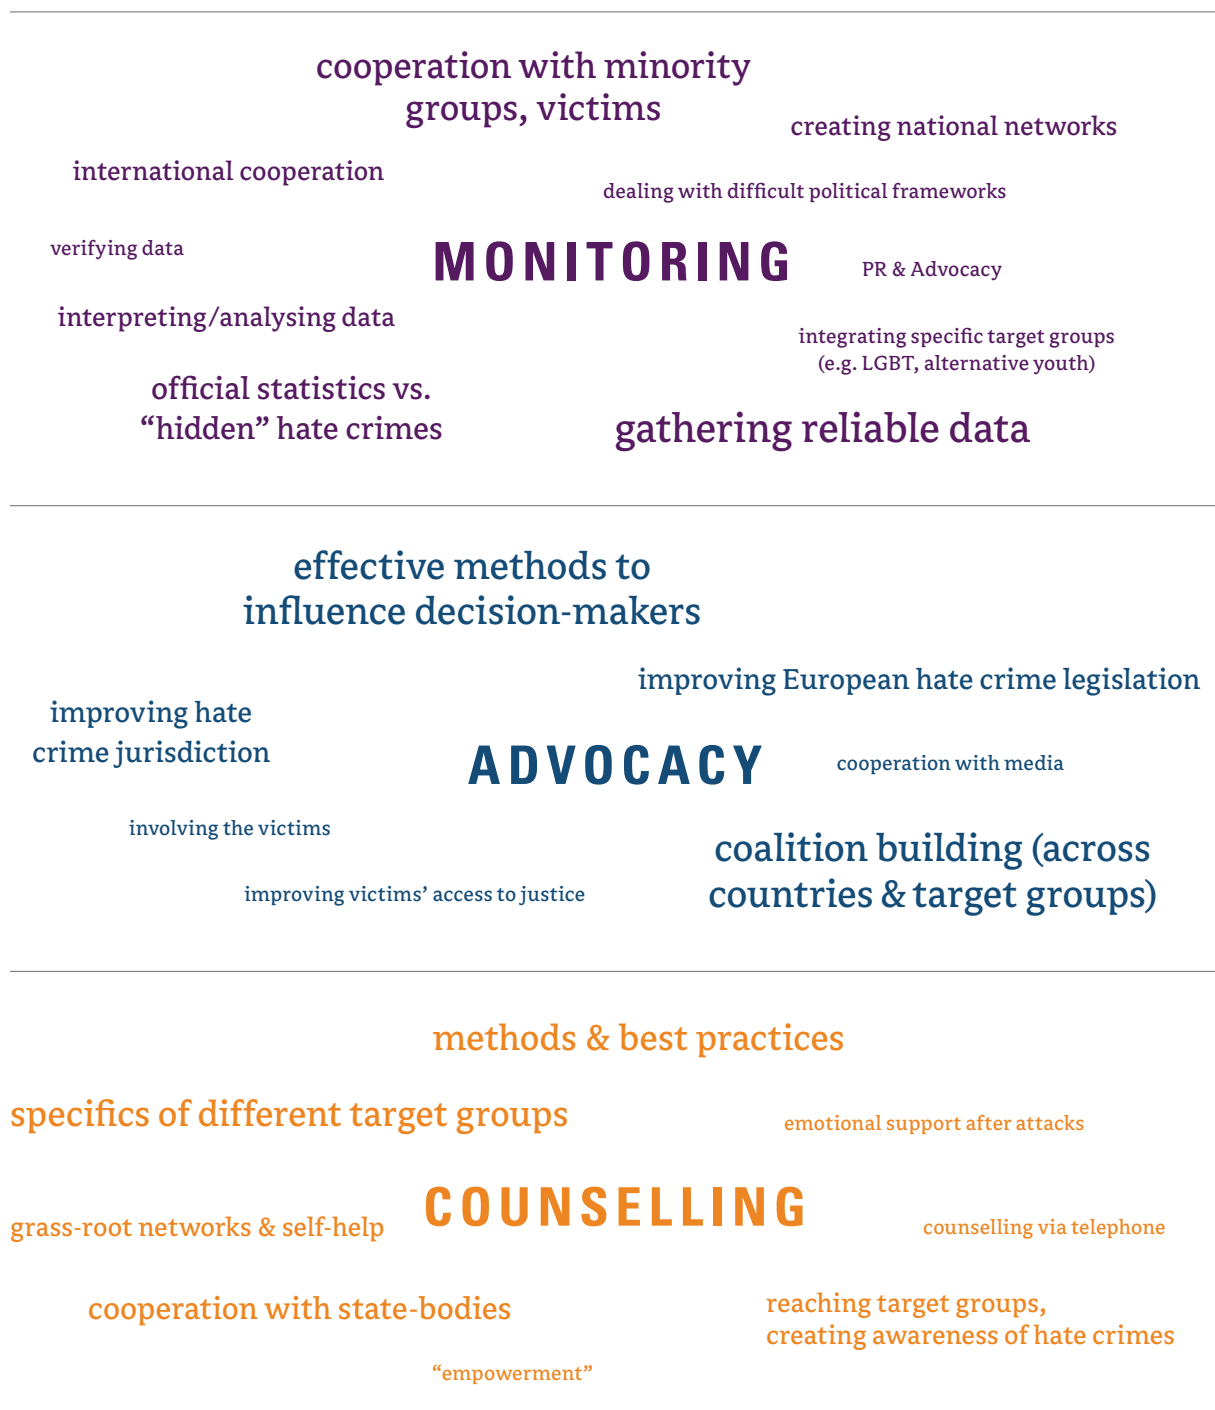 cooperation with minority
groups, victims
creating national networks
international cooperation
dealing with difficult political frameworks
verifying data
MONITORING
PR & Advocacy
interpreting/analysing data
integrating specific target groups
(e.g. LGBT, alternative youth)
official statistics vs.
“hidden” hate crimes
gathering reliable data
effective methods to
influence decision-makers
improving European hate crime legislation
improving hate
crime jurisdiction
ADVOCACY
cooperation with media
involving the victims
coalition building (across
countries & target groups)
improving victims’ access to justice
methods & best practices
specifics of different target groups
emotional support after attacks
COUNSELLING
grass-root networks & self-help
counselling via telephone
cooperation with state-bodies
reaching target groups,
creating awareness of hate crimes
“empowerment”